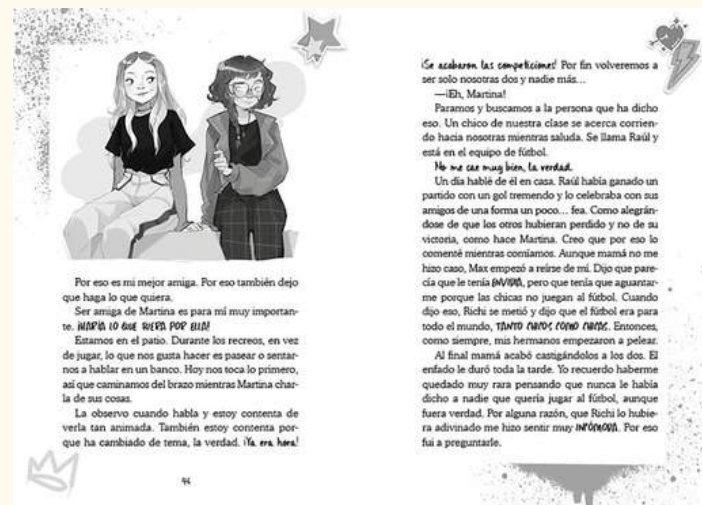 Por eso es mi mejor amiga. Por eso también dejo
que haga lo que quiera.
Ser amiga de Martina es para mí muy importan-
te. ¡HARÍA LO QUE FUERA POR ELLA!
Estamos en el patio. Durante los recreos, en vez
de jugar, lo que nos gusta hacer es pasear o sentar-
nos a hablar en un banco. Hoy nos toca lo primero,
así que caminamos del brazo mientras Martina char-
la de sus cosas.
La observo cuando habla y estoy contenta de
verla tan animada. También estoy contenta por-
que ha cambiado de tema, la verdad. ¡Ya era hora!
¡Se acabaron las competiciones! Por fin volveremos a
ser solo nosotras dos y nadie más...
—¡Eh, Martina!
Paramos y buscamos a la persona que ha dicho
eso. Un chico de nuestra clase se acerca corrien-
do hacia nosotras mientras saluda. Se llama Raúl y
está en el equipo de fútbol.
No me cae muy bien, la verdad.
Un día hablé de él en casa. Raúl había ganado un
partido con un gol tremendo y lo celebraba con sus
amigos de una forma un poco... fea. Como alegrán-
dose de que los otros hubieran perdido y no de su
victoria, como hace Martina. Creo que por eso lo
comenté mientras comíamos. Aunque mamá no me
hizo caso, Max empezó a reírse de mí. Dijo que pare-
cía que le tenía ENVIDIA, pero que tenía que aguantar-
me porque las chicas no juegan al fútbol. Cuando
dijo eso, Richi se metió y dijo que el fútbol era para
todo el mundo, TANTO CHICOS COMO CHICAS. Entonces,
como siempre, mis hermanos empezaron a pelear.
Al final mamá acabó castigándolos a los dos. El
enfado le duró toda la tarde. Yo recuerdo haberme
quedado muy rara pensando que nunca le había
dicho a nadie que quería jugar al fútbol, aunque
fuera verdad. Por alguna razón, que Richi lo hubie-
ra adivinado me hizo sentir muy INCÓMODA. Por eso
fui a preguntarle.